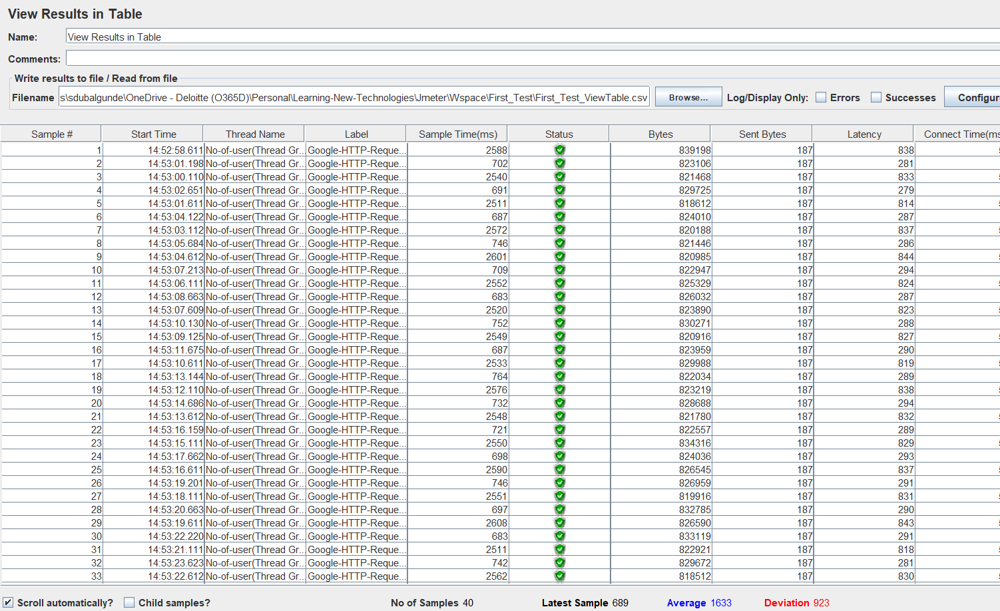 View Results in Table
Name: View Results in Table
Comments:
Write results to file / Read from file
Filename s\sdubalgunde\OneDrive - Deloitte (O365D)\Personal\Learning-New-Technologies\Jmeter\Wspace\First_Test\First_Test_ViewTable.csv Browse... Log/Display Only: Errors Successes Configur
Sample # Start Time Thread Name Label Sample Time(ms) Status Bytes Sent Bytes Latency Connect Time(ms
1 14:52:58.611 No-of-user(Thread Gr... Google-HTTP-Reque... 2588 839198 187 838
2 14:53:01.198 No-of-user(Thread Gr... Google-HTTP-Reque... 702 823106 187 281
3 14:53:00.110 No-of-user(Thread Gr... Google-HTTP-Reque... 2540 821468 187 833
4 14:53:02.651 No-of-user(Thread Gr... Google-HTTP-Reque... 691 829725 187 279
5 14:53:01.611 No-of-user(Thread Gr... Google-HTTP-Reque... 2511 818612 187 814
6 14:53:04.122 No-of-user(Thread Gr... Google-HTTP-Reque... 687 824010 187 287
7 14:53:03.112 No-of-user(Thread Gr... Google-HTTP-Reque... 2572 820188 187 837
8 14:53:05.684 No-of-user(Thread Gr... Google-HTTP-Reque... 746 821446 187 286
9 14:53:04.612 No-of-user(Thread Gr... Google-HTTP-Reque... 2601 820985 187 844
10 14:53:07.213 No-of-user(Thread Gr... Google-HTTP-Reque... 709 822947 187 294
11 14:53:06.111 No-of-user(Thread Gr... Google-HTTP-Reque... 2552 825329 187 824
12 14:53:08.663 No-of-user(Thread Gr... Google-HTTP-Reque... 683 826032 187 287
13 14:53:07.609 No-of-user(Thread Gr... Google-HTTP-Reque... 2520 823890 187 823
14 14:53:10.130 No-of-user(Thread Gr... Google-HTTP-Reque... 752 830271 187 288
15 14:53:09.125 No-of-user(Thread Gr... Google-HTTP-Reque... 2549 820916 187 827
16 14:53:11.675 No-of-user(Thread Gr... Google-HTTP-Reque... 687 823959 187 290
17 14:53:10.611 No-of-user(Thread Gr... Google-HTTP-Reque... 2533 829988 187 819
18 14:53:13.144 No-of-user(Thread Gr... Google-HTTP-Reque... 764 822034 187 289
19 14:53:12.110 No-of-user(Thread Gr... Google-HTTP-Reque... 2576 823219 187 838
20 14:53:14.686 No-of-user(Thread Gr... Google-HTTP-Reque... 732 828688 187 294
21 14:53:13.612 No-of-user(Thread Gr... Google-HTTP-Reque... 2548 821780 187 832
22 14:53:16.159 No-of-user(Thread Gr... Google-HTTP-Reque... 721 822557 187 289
23 14:53:15.111 No-of-user(Thread Gr... Google-HTTP-Reque... 2550 834316 187 829
24 14:53:17.662 No-of-user(Thread Gr... Google-HTTP-Reque... 698 824036 187 293
25 14:53:16.611 No-of-user(Thread Gr... Google-HTTP-Reque... 2590 826545 187 837
26 14:53:19.201 No-of-user(Thread Gr... Google-HTTP-Reque... 746 826959 187 291
27 14:53:18.111 No-of-user(Thread Gr... Google-HTTP-Reque... 2551 819916 187 831
28 14:53:20.663 No-of-user(Thread Gr... Google-HTTP-Reque... 697 832785 187 290
29 14:53:19.611 No-of-user(Thread Gr... Google-HTTP-Reque... 2608 826590 187 843
30 14:53:22.220 No-of-user(Thread Gr... Google-HTTP-Reque... 683 833119 187 291
31 14:53:21.111 No-of-user(Thread Gr... Google-HTTP-Reque... 2511 822921 187 818
32 14:53:23.623 No-of-user(Thread Gr... Google-HTTP-Reque... 742 829672 187 281
33 14:53:22.612 No-of-user(Thread Gr... Google-HTTP-Reque... 2562 818512 187 830
Scroll automatically? Child samples? No of Samples 40 Latest Sample 689 Average 1633 Deviation 923